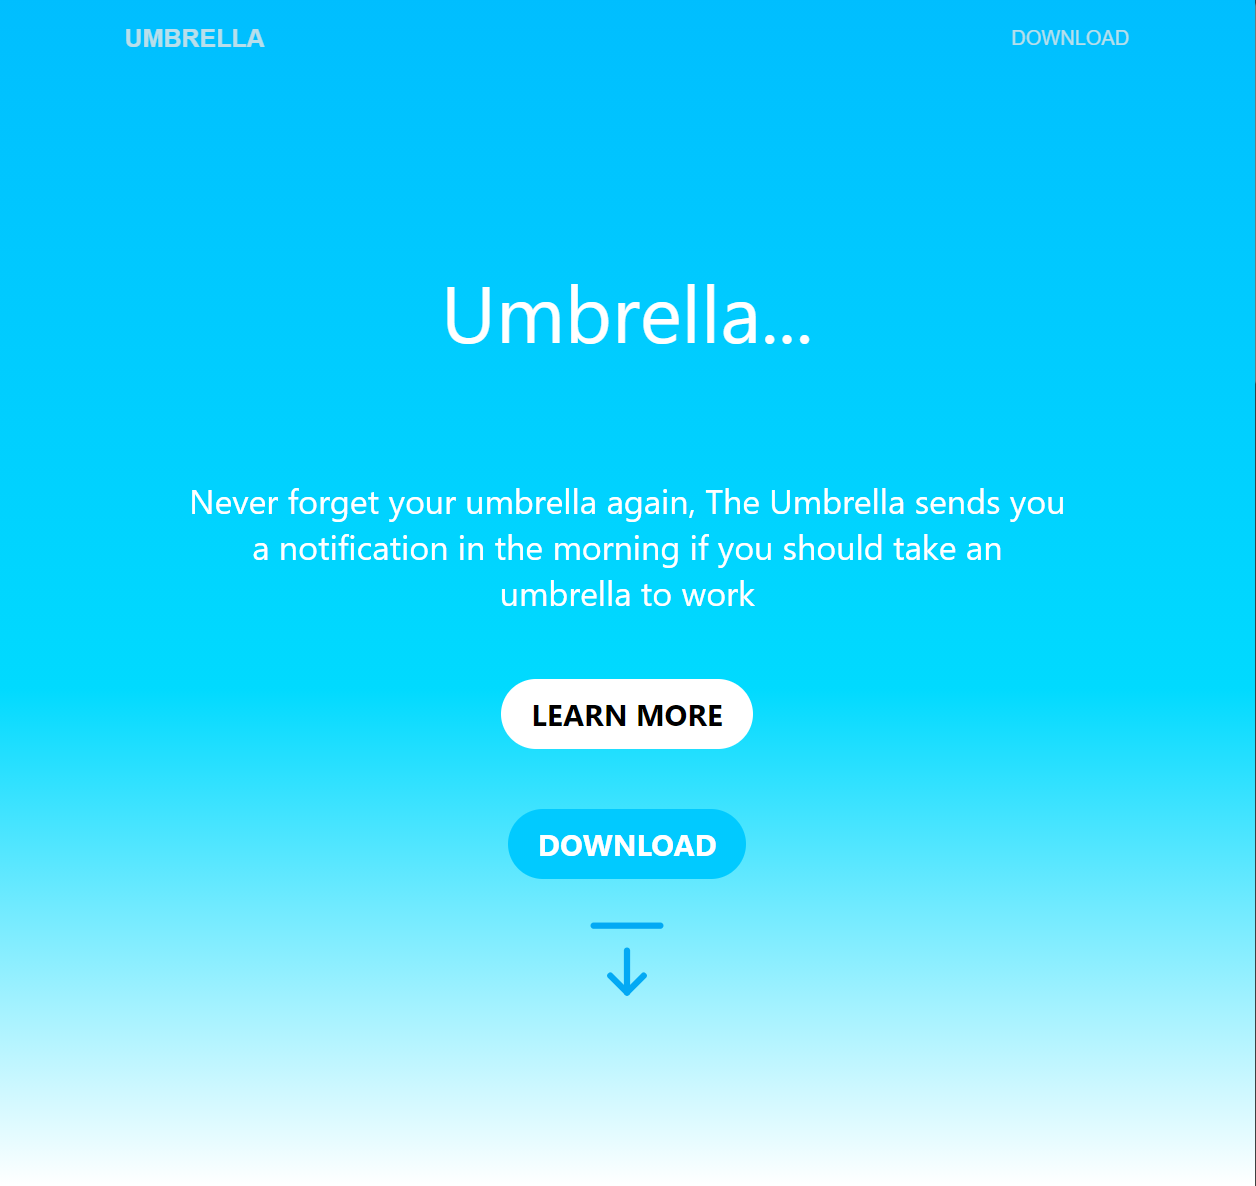 UMBRELLA
DOWNLOAD
Umbrella...
Never forget your umbrella again, The Umbrella sends you
a notification in the morning if you should take an
umbrella to work
LEARN MORE
DOWNLOAD